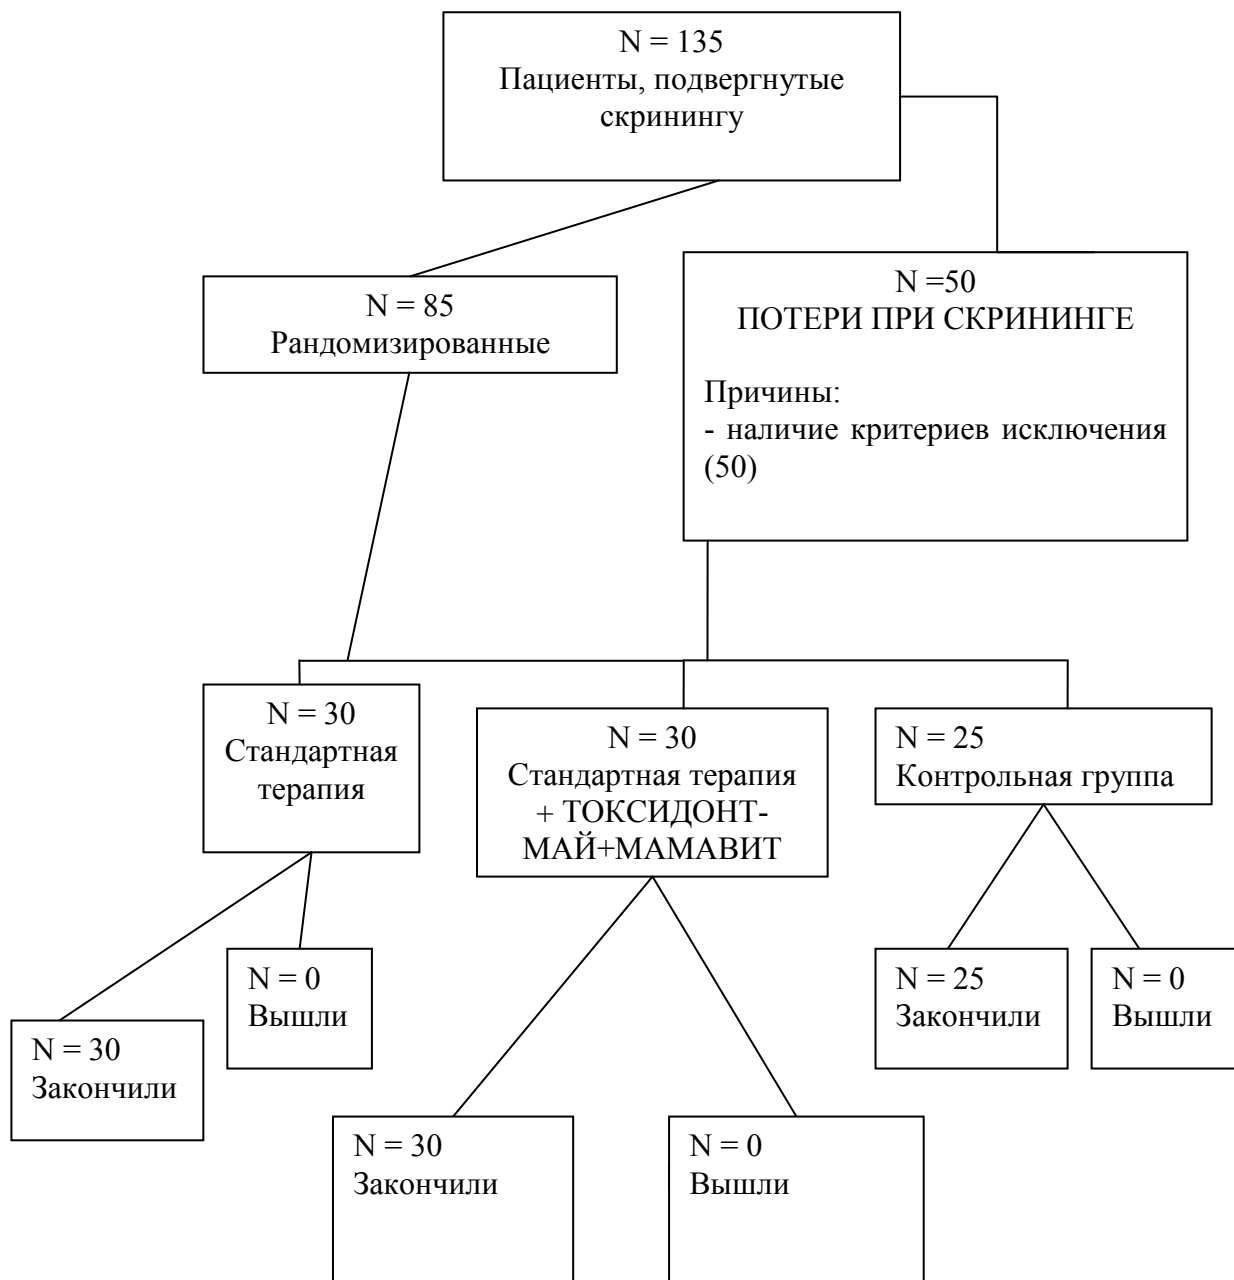 N = 135
Пациенты, подвергнутые
скринингу
N = 85
Рандомизированные
N =50
ПОТЕРИ ПРИ СКРИНИНГЕ
Причины:
- наличие критериев исключения
(50)
N = 30
Стандартная
терапия
N = 30
Стандартная терапия
+ ТОКСИДОНТ-
МАЙ+МАМАВИТ
N = 25
Контрольная группа
N = 30
Закончили
N = 0
Вышли
N = 30
Закончили
N = 0
Вышли
N = 25
Закончили
N = 0
Вышли